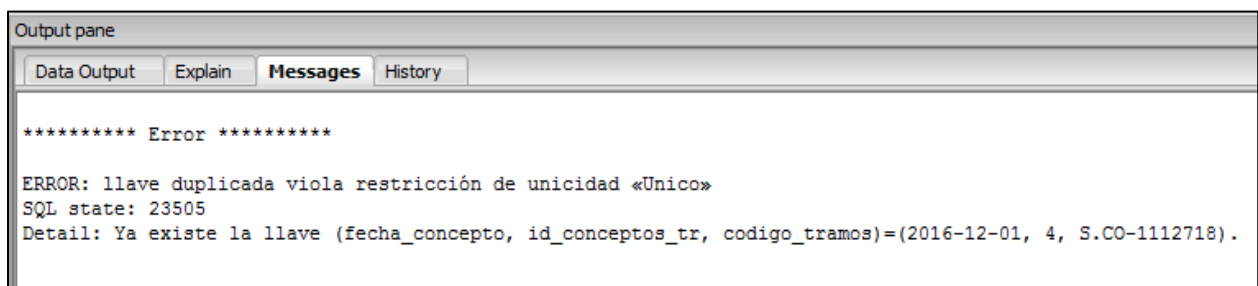 Output pane
Data Output Explain Messages History
********** Error **********
ERROR: llave duplicada viola restricción de unicidad «Unico»
SQL state: 23505
Detail: Ya existe la llave (fecha_concepto, id_conceptos_tr, codigo_tramos)=(2016-12-01, 4, S.CO-1112718).